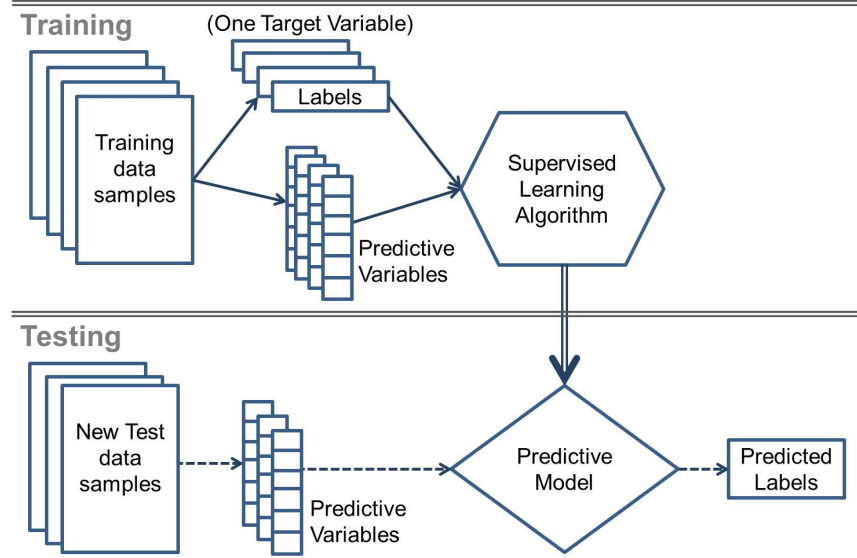 Training
(One Target Variable)
Labels
Training
data
samples
Predictive
Variables
Supervised
Learning
Algorithm
Testing
New Test
data
samples
Predictive
Variables
Predictive
Model
Predicted
Labels